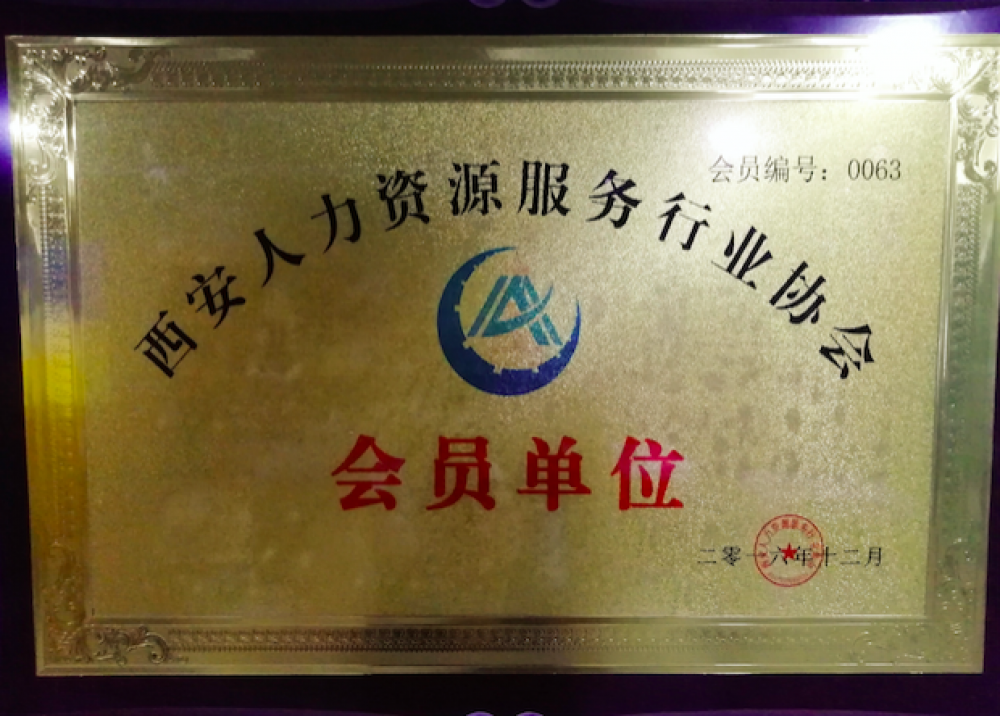 会员编号：0063
西安人力资源服务行业协会
会员单位
二零一六年十二月